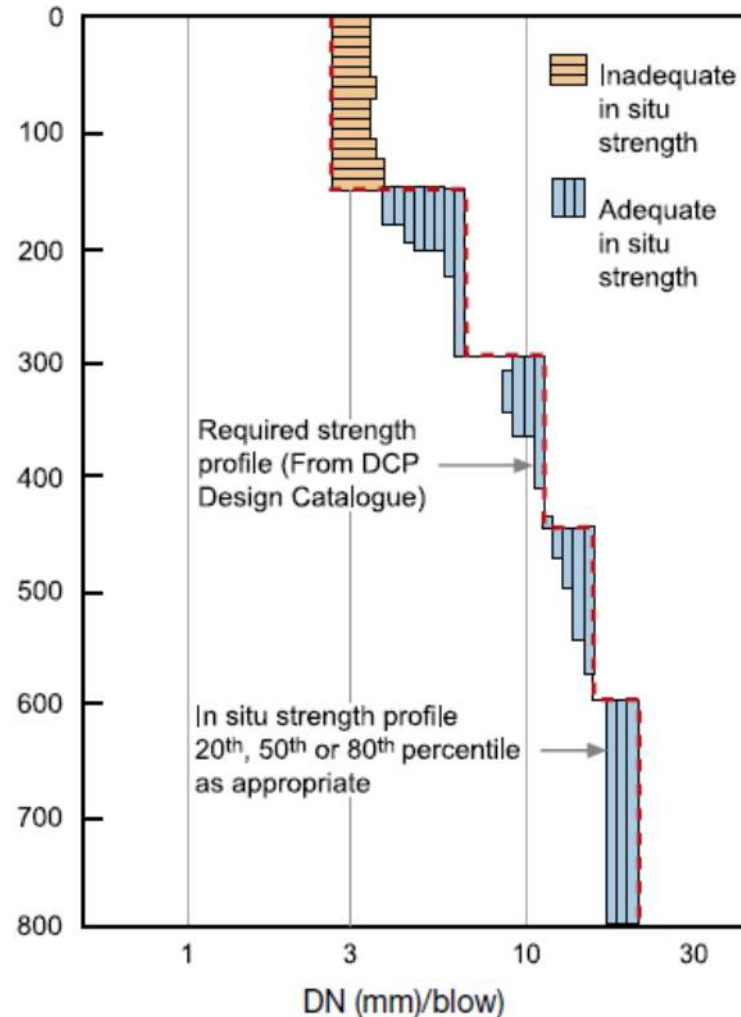 0
100
200
300
400
500
600
700
800
Inadequate
in situ
strength
Adequate
in situ
strength
Required strength
profile (From DCP
Design Catalogue)
In situ strength profile
20th, 50th or 80th percentile
as appropriate
1 3 10 30
DN (mm)/blow)